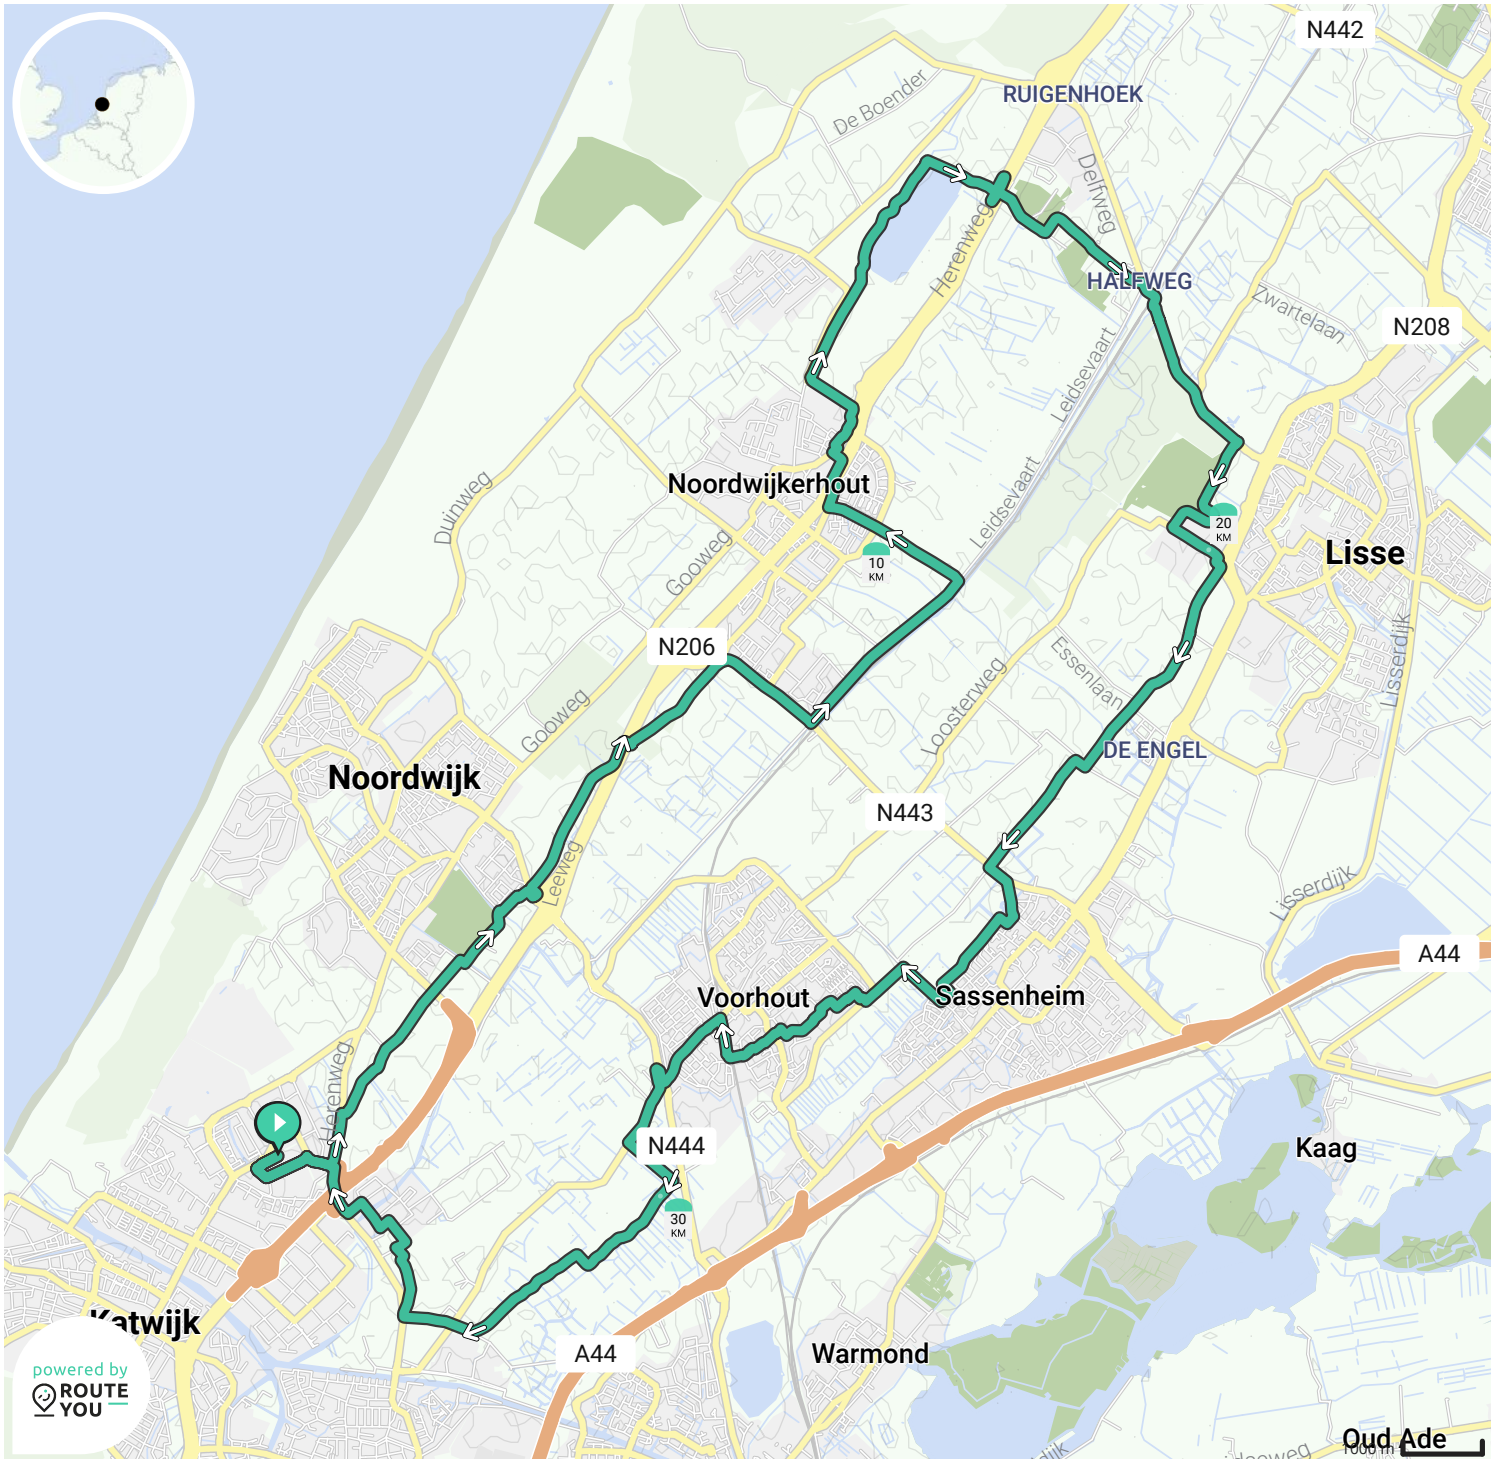 N442
RUIGENHOEK
De Boender
Delfweg
Herenweg
HALFWEG
Zwartelaan
N208
Leidsevaart
Noordwijkerhout
Duinweg
Leidsevaart
20
KM
Lisse
Gooweg
10
KM
N206
Essenlaan
Lisserdijk
Loosterweg
Gooweg
DE ENGEL
Noordwijk
N443
Leeweg
Lisserdijk
A44
Voorhout
Sassenheim
Herenweg
N444
Kaag
30
KM
Katwijk
A44
Warmond
powered by
ROUTE
YOU
Oud Ade
1000 m